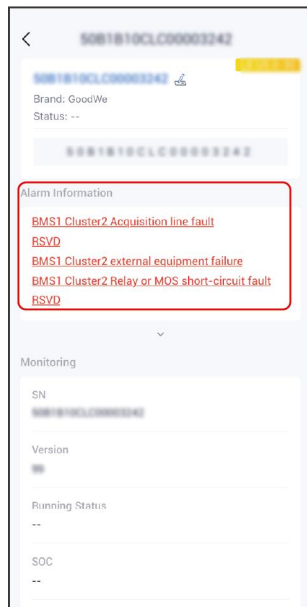 Brand: GoodWe
Status: --
Alarm Information
BMS1 Cluster2 Acquisition line fault
RSVD
BMS1 Cluster2 external equipment failure
BMS1 Cluster2 Relay or MOS short-circuit fault
RSVD
Monitoring
SN
Version
Running Status
--
SOC
--